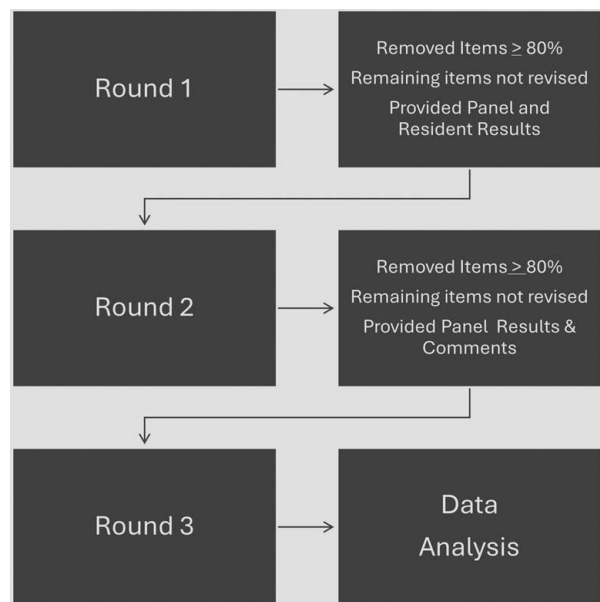 Round 1
Removed Items ≥ 80%
Remaining items not revised
Provided Panel and
Resident Results
Round 2
Removed Items ≥ 80%
Remaining items not revised
Provided Panel Results &
Comments
Round 3
Data
Analysis